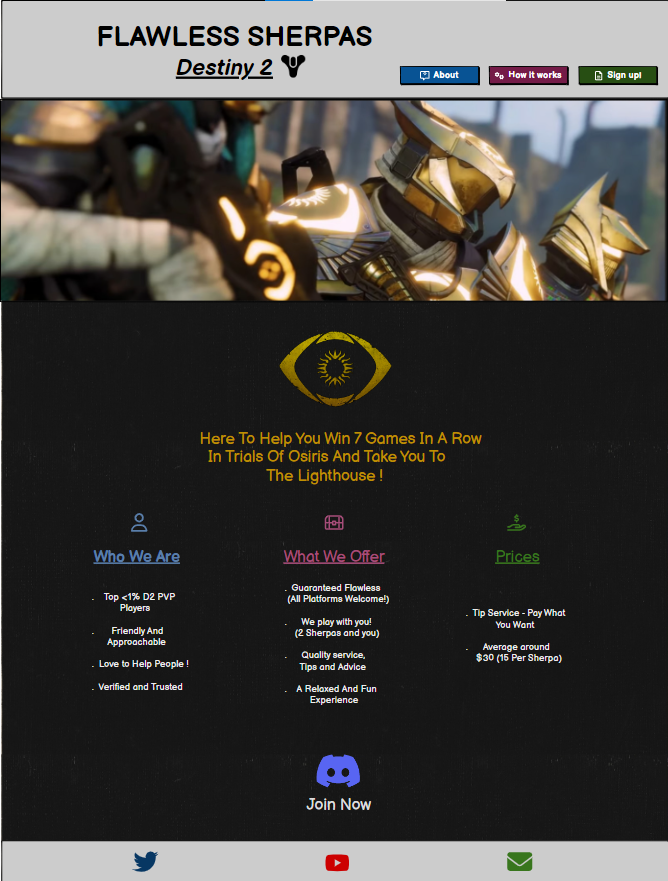 FLAWLESS SHERPAS
Destiny 2
About
How it works
Sign up!
Here To Help You Win 7 Games In A Row
In Trials Of Osiris And Take You To
The Lighthouse !
Who We Are
. Top <1% D2 PVP
Players
. Friendly And
Approachable
. Love to Help People !
. Verified and Trusted
What We Offer
. Guaranteed Flawless
(All Platforms Welcome!)
. We play with you!
(2 Sherpas and you)
. Quality service,
Tips and Advice
. A Relaxed And Fun
Experience
Prices
. Tip Service - Pay What
You Want
. Average around
$30 (15 Per Sherpa)
Join Now